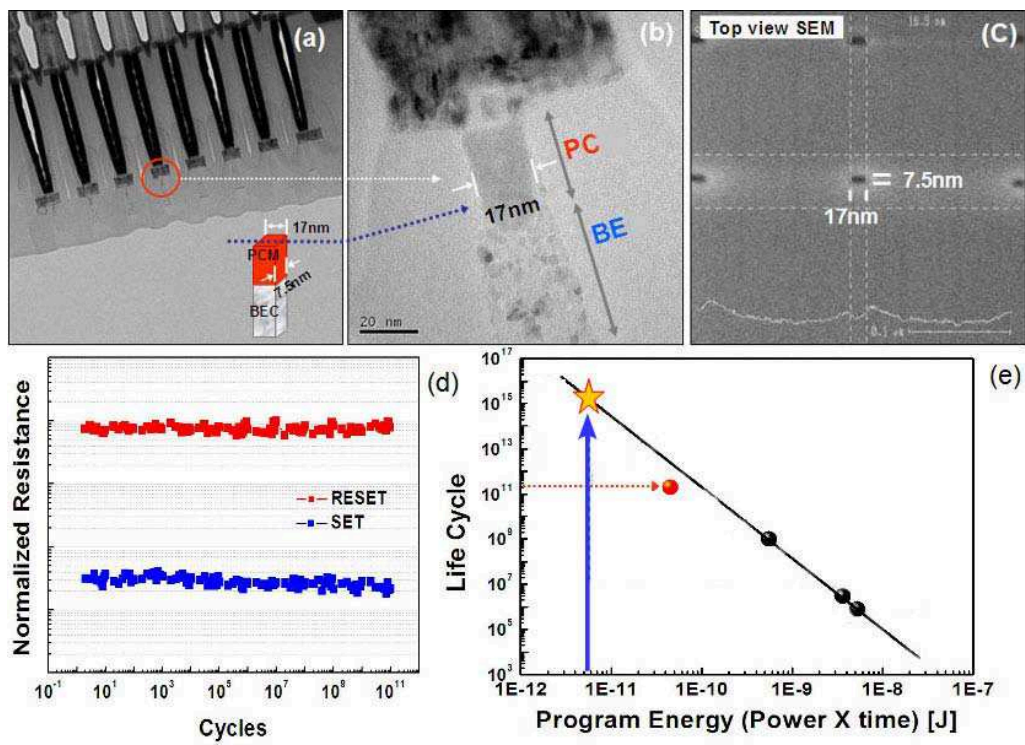 (a)
17nm
PCM
7.5nm
BEC
(b)
PC
17nm
BE
20 nm
Top view SEM
(C)
= 7.5nm
17nm
(d)
Normalized Resistance
RESET
SET
10^-1 10^1 10^3 10^5 10^7 10^9 10^11
Cycles
(e)
Life Cycle
10^17
10^15
10^13
10^11
10^9
10^7
10^5
10^3
1E-12 1E-11 1E-10 1E-9 1E-8 1E-7
Program Energy (Power X time) [J]